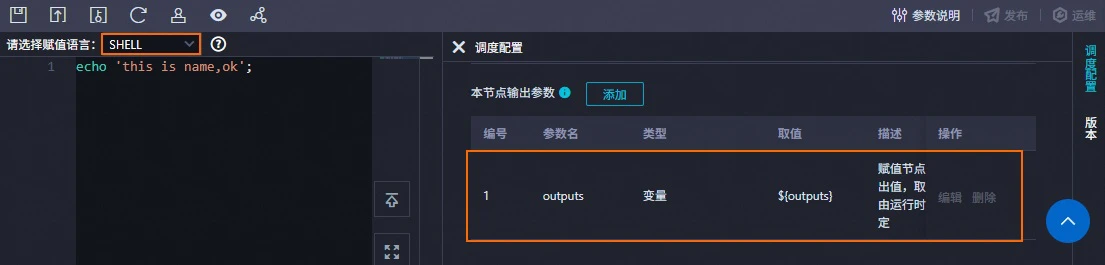 参数说明 发布 运维
请选择赋值语言： SHELL
1 echo 'this is name,ok';
调度配置
本节点输出参数 添加
编号 参数名 类型 取值 描述 操作
1 outputs 变量 ${outputs} 赋值节点
出值，取
由运行时
定
编辑 删除
调度配置
版本